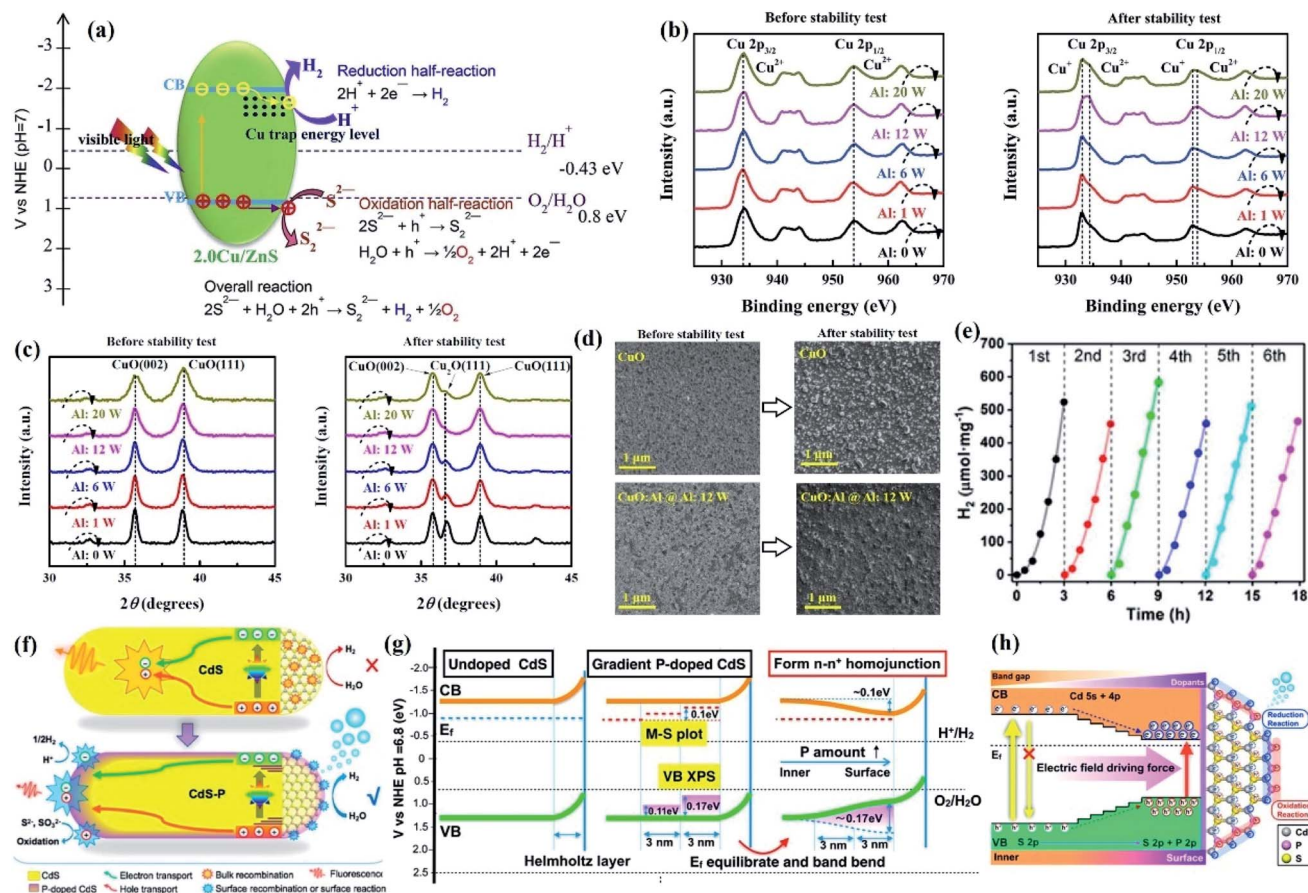 (a)
V vs NHE (pH=7)
-3
-2
-1
0
1
2
3
CB
VB
visible light
H₂
H⁺
Cu trap energy level
Reduction half-reaction
2H⁺ + 2e⁻ → H₂
H₂/H⁺
-0.43 eV
O₂/H₂O
0.8 eV
S²⁻
S₂²⁻
Oxidation half-reaction
2S²⁻ + h⁺ → S₂²⁻
H₂O + h⁺ → ½O₂ + 2H⁺ + 2e⁻
2.0Cu/ZnS
Overall reaction
2S²⁻ + H₂O + 2h⁺ → S₂²⁻ + H₂ + ½O₂
(b)
Before stability test
Cu 2p₃/₂
Cu 2p₁/₂
Cu²⁺
Cu²⁺
Al: 20 W
Al: 12 W
Al: 6 W
Al: 1 W
Al: 0 W
Intensity (a.u.)
930 940 950 960 970
Binding energy (eV)
After stability test
Cu 2p₃/₂
Cu 2p₁/₂
Cu⁺
Cu²⁺
Cu⁺
Cu²⁺
Al: 20 W
Al: 12 W
Al: 6 W
Al: 1 W
Al: 0 W
Intensity (a.u.)
930 940 950 960 970
Binding energy (eV)
(c)
Before stability test
CuO(002)
CuO(111)
Al: 20 W
Al: 12 W
Al: 6 W
Al: 1 W
Al: 0 W
Intensity (a.u.)
30 35 40 45
2θ (degrees)
After stability test
CuO(002)
Cu₂O(111)
CuO(111)
Al: 20 W
Al: 12 W
Al: 6 W
Al: 1 W
Al: 0 W
Intensity (a.u.)
30 35 40 45
2θ (degrees)
(d)
Before stability test
After stability test
CuO
1 μm
CuO
1 μm
CuO:Al @ Al: 12 W
1 μm
CuO:Al @ Al: 12 W
1 μm
(e)
1st 2nd 3rd 4th 5th 6th
H₂ (μmol·mg⁻¹)
700
600
500
400
300
200
100
0
0 3 6 9 12 15 18
Time (h)
(f)
CdS
H₂
H₂O
1/2H₂
H⁺
CdS-P
S²⁻, SO₃²⁻
Oxidation
H₂
H₂O
CdS
Electron transport
Bulk recombination
Fluorescence
P-doped CdS
Hole transport
Surface recombination or surface reaction
(g)
Undoped CdS
Gradient P-doped CdS
Form n-n⁺ homojunction
V vs NHE pH =6.8 (eV)
-2.0
-1.5
-1.0
-0.5
0.0
0.5
1.0
1.5
2.0
2.5
CB
E_f
VB
0.1eV
M-S plot
VB XPS
0.11eV
0.17eV
3 nm
3 nm
Helmholtz layer
~0.1eV
H⁺/H₂
P amount ↑
Inner
Surface
O₂/H₂O
~0.17eV
3 nm
3 nm
E_f equilibrate and band bend
(h)
Band gap
Dopants
CB
Cd 5s + 4p
E_f
Electric field driving force
Reduction Reaction
Oxidation Reaction
VB
S 2p
S 2p + P 2p
Inner
Surface
Cd
P
S